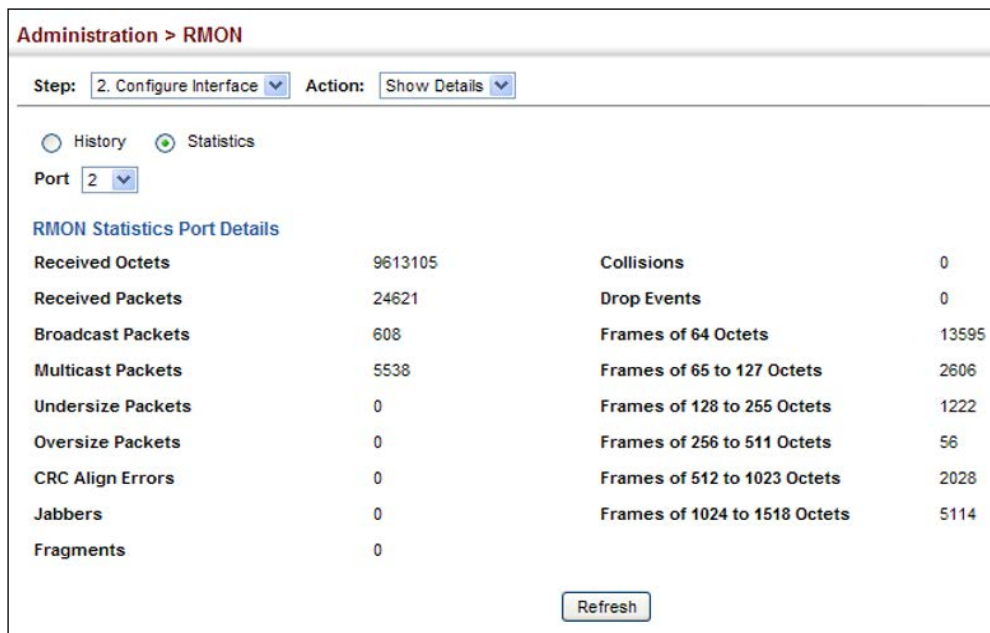 Administration > RMON
Step: 2. Configure Interface Action: Show Details
History Statistics
Port 2
RMON Statistics Port Details
Received Octets 9613105 Collisions 0
Received Packets 24621 Drop Events 0
Broadcast Packets 608 Frames of 64 Octets 13595
Multicast Packets 5538 Frames of 65 to 127 Octets 2606
Undersize Packets 0 Frames of 128 to 255 Octets 1222
Oversize Packets 0 Frames of 256 to 511 Octets 56
CRC Align Errors 0 Frames of 512 to 1023 Octets 2028
Jabbers 0 Frames of 1024 to 1518 Octets 5114
Fragments 0
Refresh